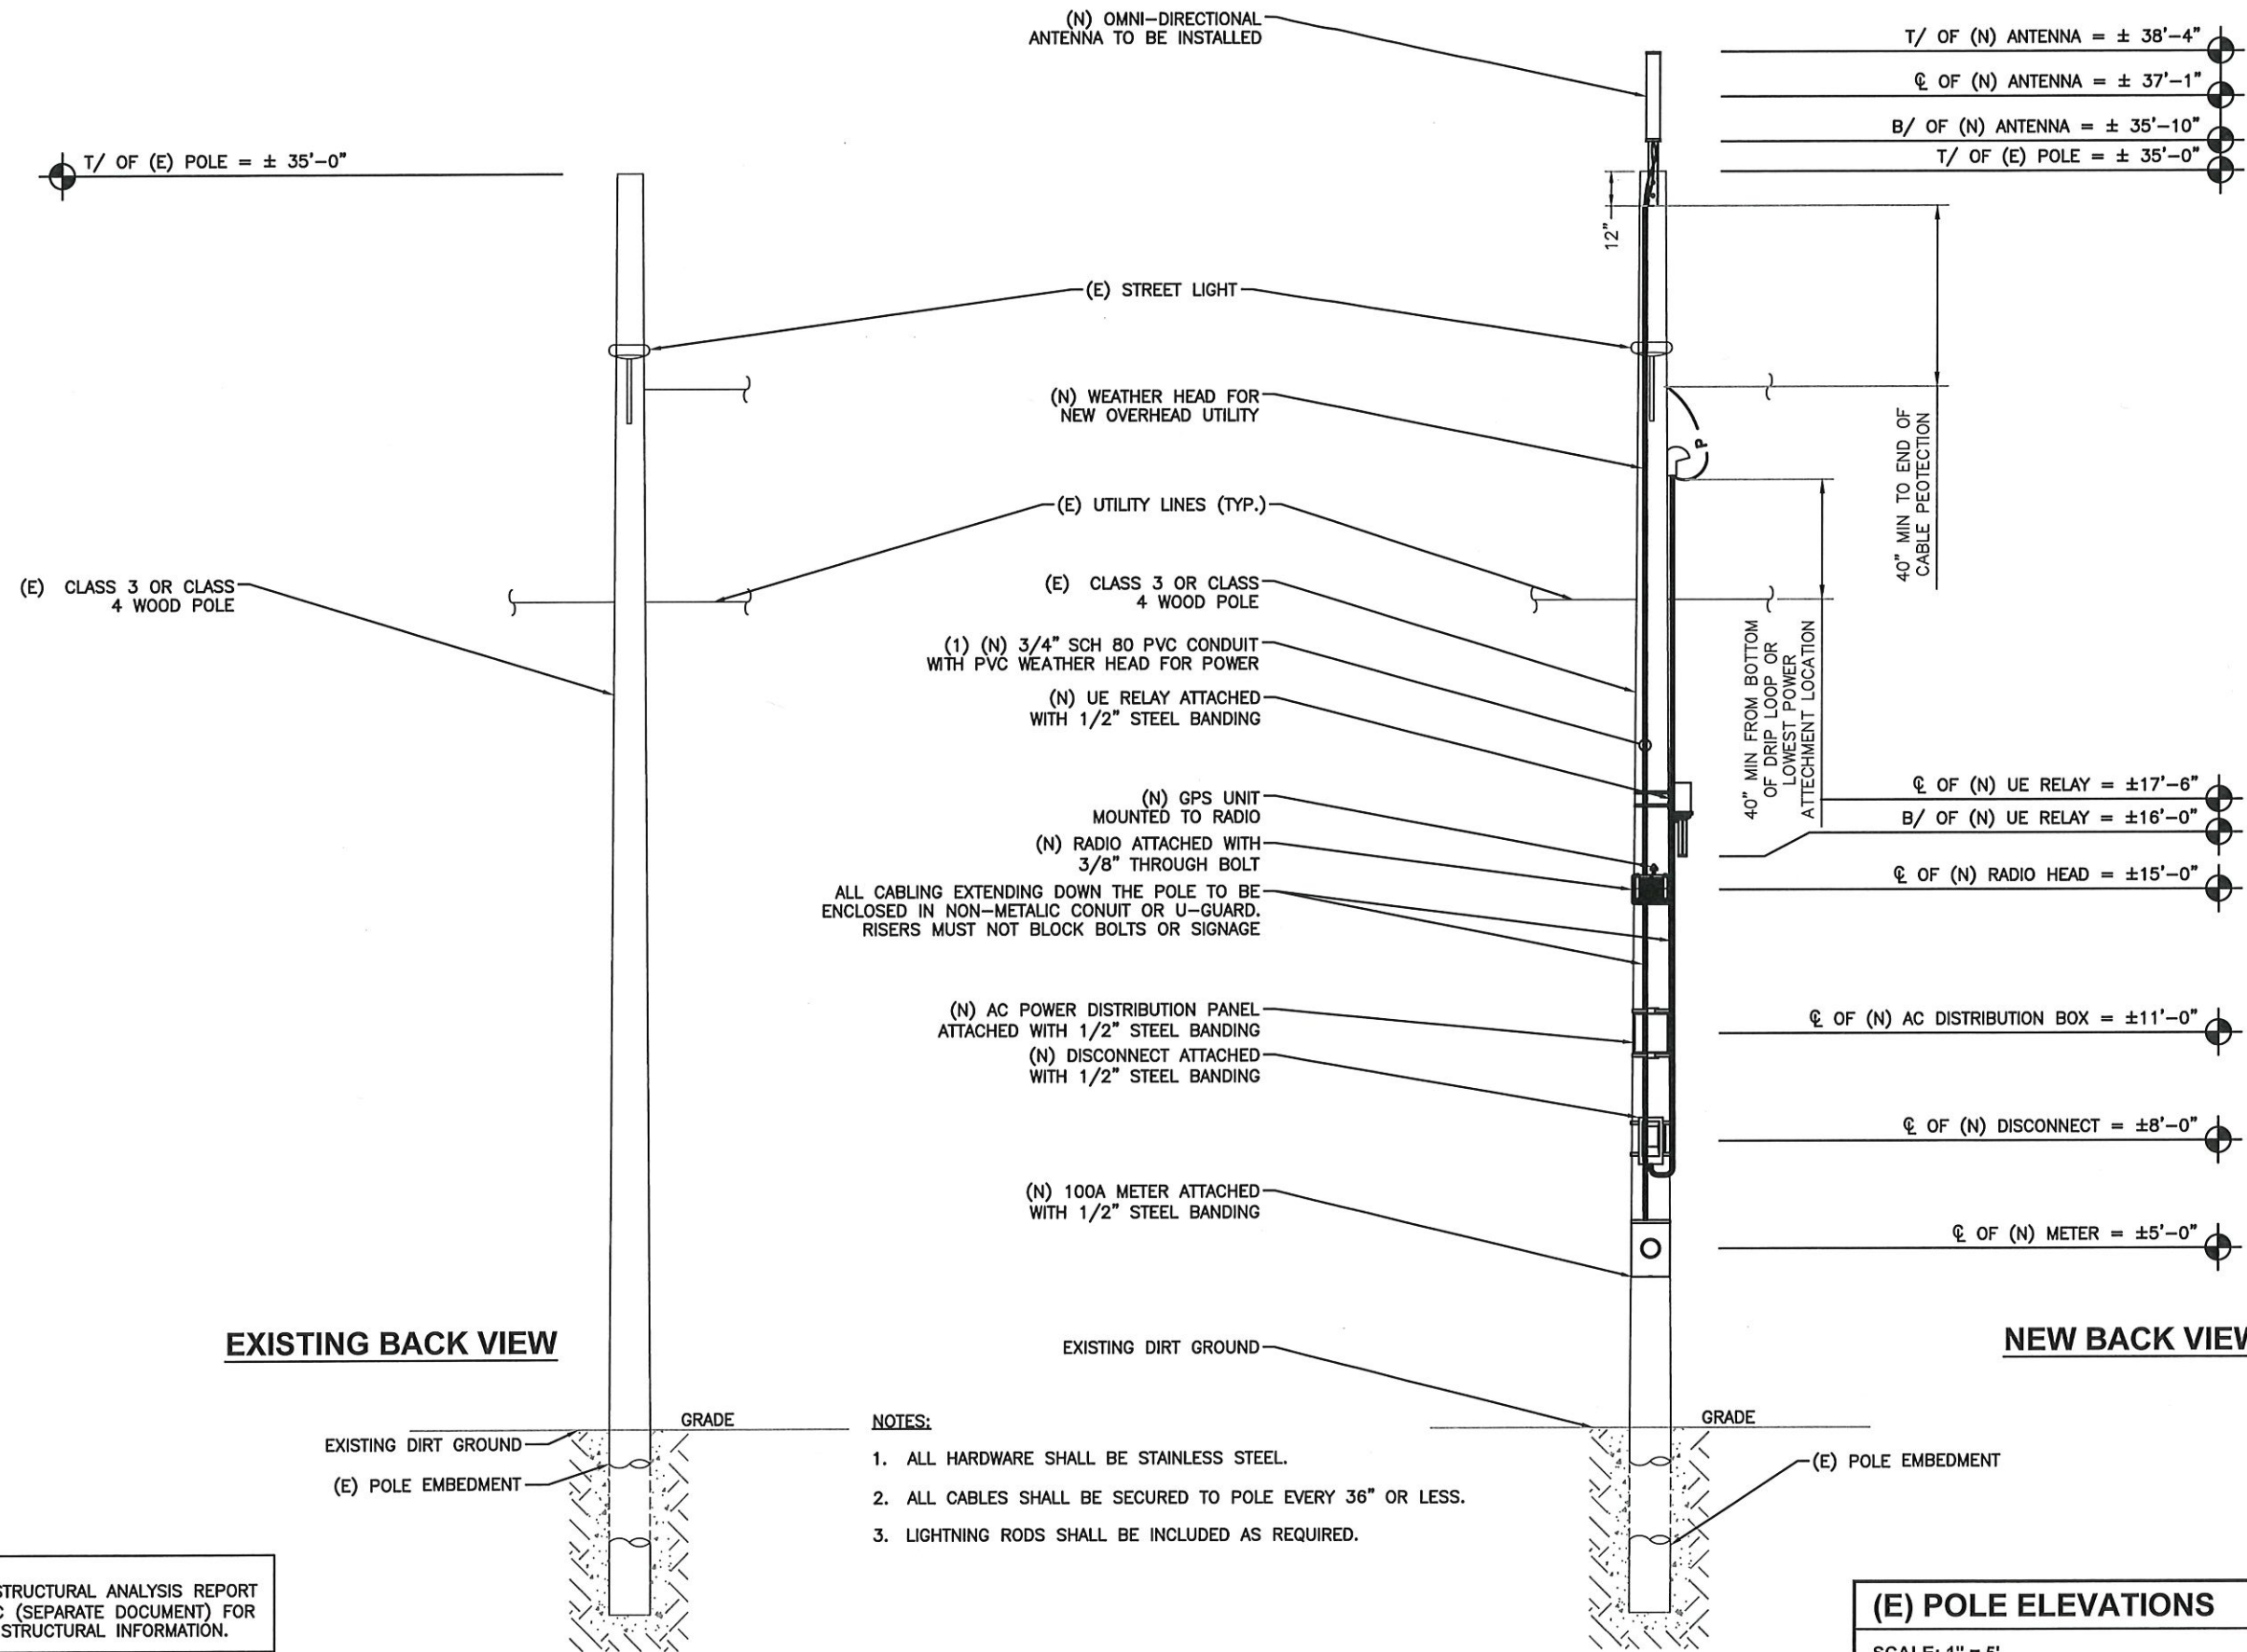 (N) OMNI-DIRECTIONAL
ANTENNA TO BE INSTALLED
T/ OF (N) ANTENNA = ± 38'-4"
℄ OF (N) ANTENNA = ± 37'-1"
B/ OF (N) ANTENNA = ± 35'-10"
T/ OF (E) POLE = ± 35'-0"
T/ OF (E) POLE = ± 35'-0"
12"
(E) STREET LIGHT
(N) WEATHER HEAD FOR
NEW OVERHEAD UTILITY
P
40" MIN TO END OF
CABLE PEOTECTION
(E) UTILITY LINES (TYP.)
(E) CLASS 3 OR CLASS
4 WOOD POLE
(E) CLASS 3 OR CLASS
4 WOOD POLE
(1) (N) 3/4" SCH 80 PVC CONDUIT
WITH PVC WEATHER HEAD FOR POWER
(N) UE RELAY ATTACHED
WITH 1/2" STEEL BANDING
40" MIN FROM BOTTOM
OF DRIP LOOP OR
LOWEST POWER
ATTECHMENT LOCATION
(N) GPS UNIT
MOUNTED TO RADIO
(N) RADIO ATTACHED WITH
3/8" THROUGH BOLT
ALL CABLING EXTENDING DOWN THE POLE TO BE
ENCLOSED IN NON-METALIC CONUIT OR U-GUARD.
RISERS MUST NOT BLOCK BOLTS OR SIGNAGE
℄ OF (N) UE RELAY = ±17'-6"
B/ OF (N) UE RELAY = ±16'-0"
℄ OF (N) RADIO HEAD = ±15'-0"
(N) AC POWER DISTRIBUTION PANEL
ATTACHED WITH 1/2" STEEL BANDING
℄ OF (N) AC DISTRIBUTION BOX = ±11'-0"
(N) DISCONNECT ATTACHED
WITH 1/2" STEEL BANDING
℄ OF (N) DISCONNECT = ±8'-0"
(N) 100A METER ATTACHED
WITH 1/2" STEEL BANDING
℄ OF (N) METER = ±5'-0"
EXISTING BACK VIEW
EXISTING DIRT GROUND
NEW BACK VIEW
GRADE
GRADE
EXISTING DIRT GROUND
(E) POLE EMBEDMENT
(E) POLE EMBEDMENT
NOTES:
1. ALL HARDWARE SHALL BE STAINLESS STEEL.
2. ALL CABLES SHALL BE SECURED TO POLE EVERY 36" OR LESS.
3. LIGHTNING RODS SHALL BE INCLUDED AS REQUIRED.
STRUCTURAL ANALYSIS REPORT
C (SEPARATE DOCUMENT) FOR
STRUCTURAL INFORMATION.
(E) POLE ELEVATIONS
SCALE: 1" = 5'